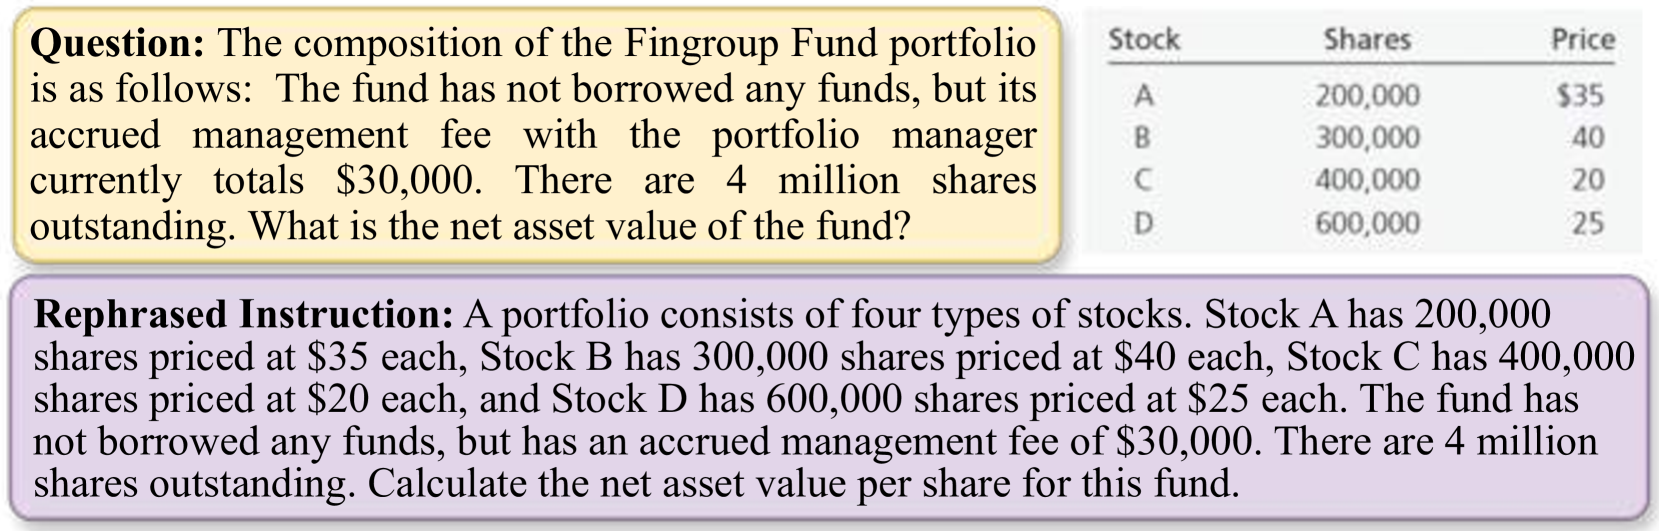 Question: The composition of the Fingroup Fund portfolio
is as follows: The fund has not borrowed any funds, but its
accrued management fee with the portfolio manager
currently totals $30,000. There are 4 million shares
outstanding. What is the net asset value of the fund?
Stock Shares Price
A 200,000 $35
B 300,000 40
C 400,000 20
D 600,000 25
Rephrased Instruction: A portfolio consists of four types of stocks. Stock A has 200,000
shares priced at $35 each, Stock B has 300,000 shares priced at $40 each, Stock C has 400,000
shares priced at $20 each, and Stock D has 600,000 shares priced at $25 each. The fund has
not borrowed any funds, but has an accrued management fee of $30,000. There are 4 million
shares outstanding. Calculate the net asset value per share for this fund.